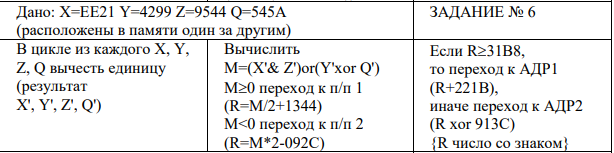 Дано: X=EE21 Y=4299 Z=9544 Q=545A
(расположены в памяти один за другим)
ЗАДАНИЕ № 6
В цикле из каждого X, Y,
Z, Q вычесть единицу
(результат
X', Y', Z', Q')
Вычислить
M=(X'& Z')or(Y'xor Q')
M≥0 переход к п/п 1
(R=M/2+1344)
M<0 переход к п/п 2
(R=M*2-092C)
Если R≥31B8,
то переход к АДР1
(R+221B),
иначе переход к АДР2
(R xor 913C)
{R число со знаком}